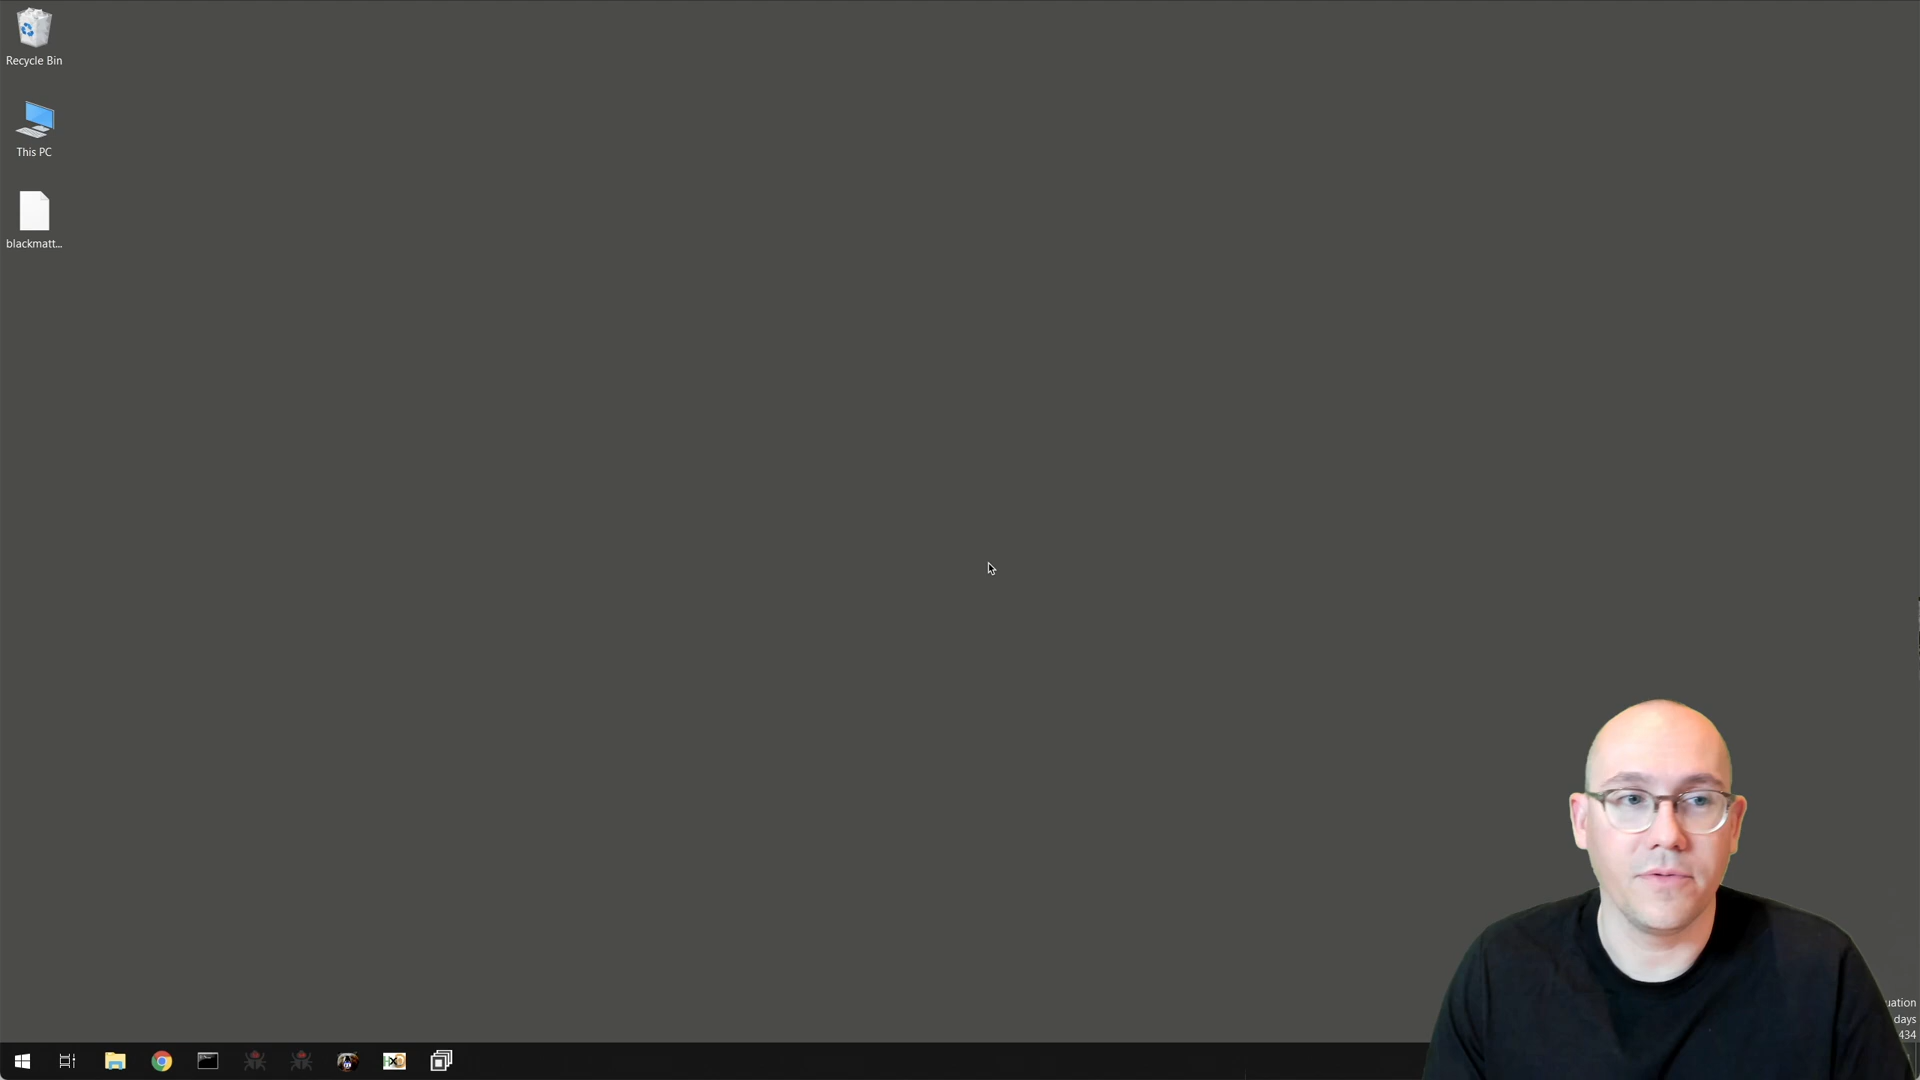 Recycle Bin
This PC
blackmatt...
uation
days
434